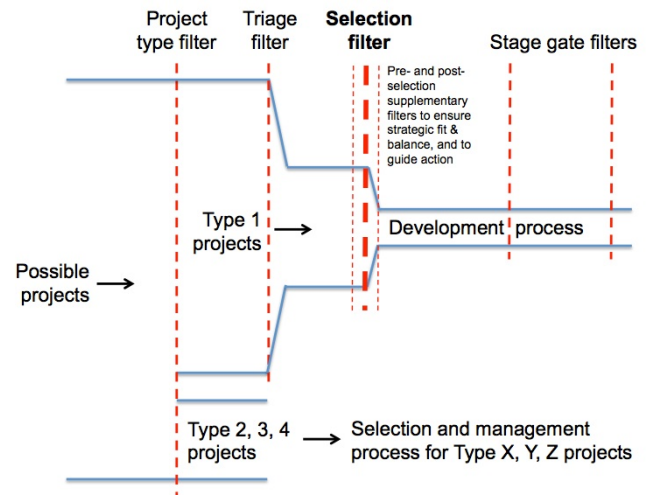 Project
type filter
Triage
filter
Selection
filter
Stage gate filters
Pre- and post-
selection
supplementary
filters to ensure
strategic fit &
balance, and to
guide action
Type 1
projects
Development process
Possible
projects
Type 2, 3, 4
projects
Selection and management
process for Type X, Y, Z projects